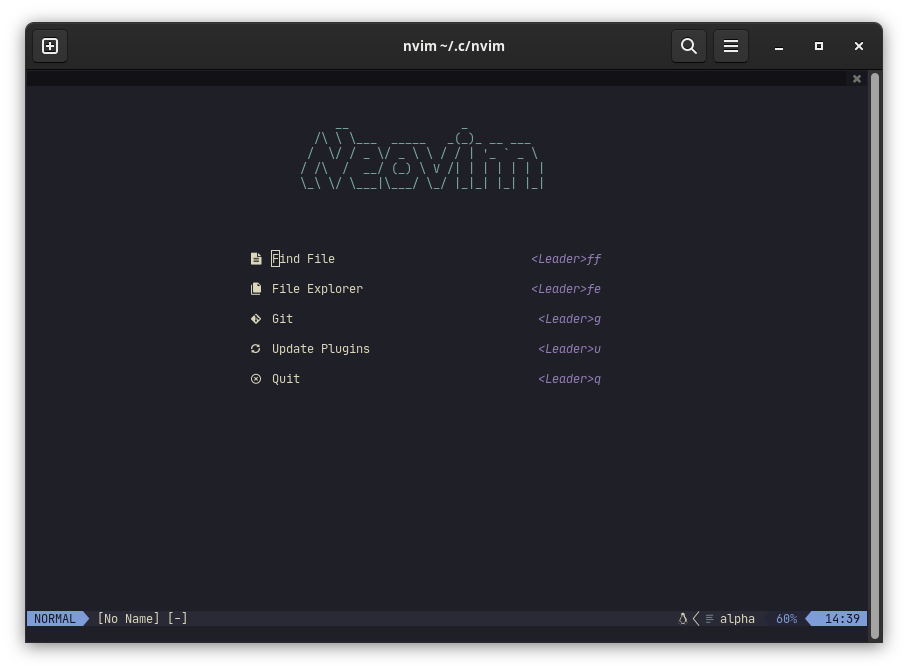 nvim ~/.c/nvim
Neovim
Find File <Leader>ff
File Explorer <Leader>fe
Git <Leader>g
Update Plugins <Leader>u
Quit <Leader>q
NORMAL [No Name] [-] alpha 60% 14:39